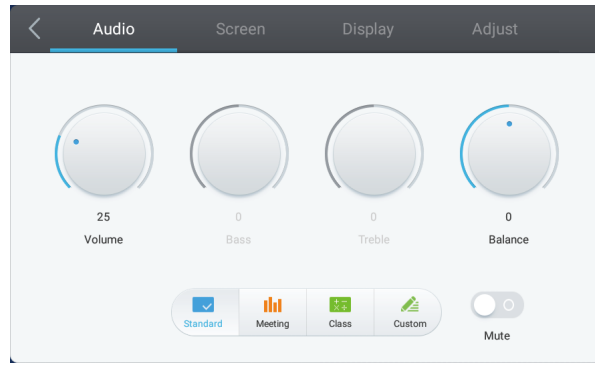 Audio Screen Display Adjust
25 0 0 0
Volume Bass Treble Balance
Standard Meeting Class Custom
Mute